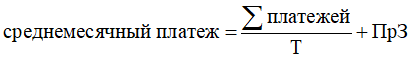 среднемесячный платеж = ∑ платежей / Т + ПрЗ